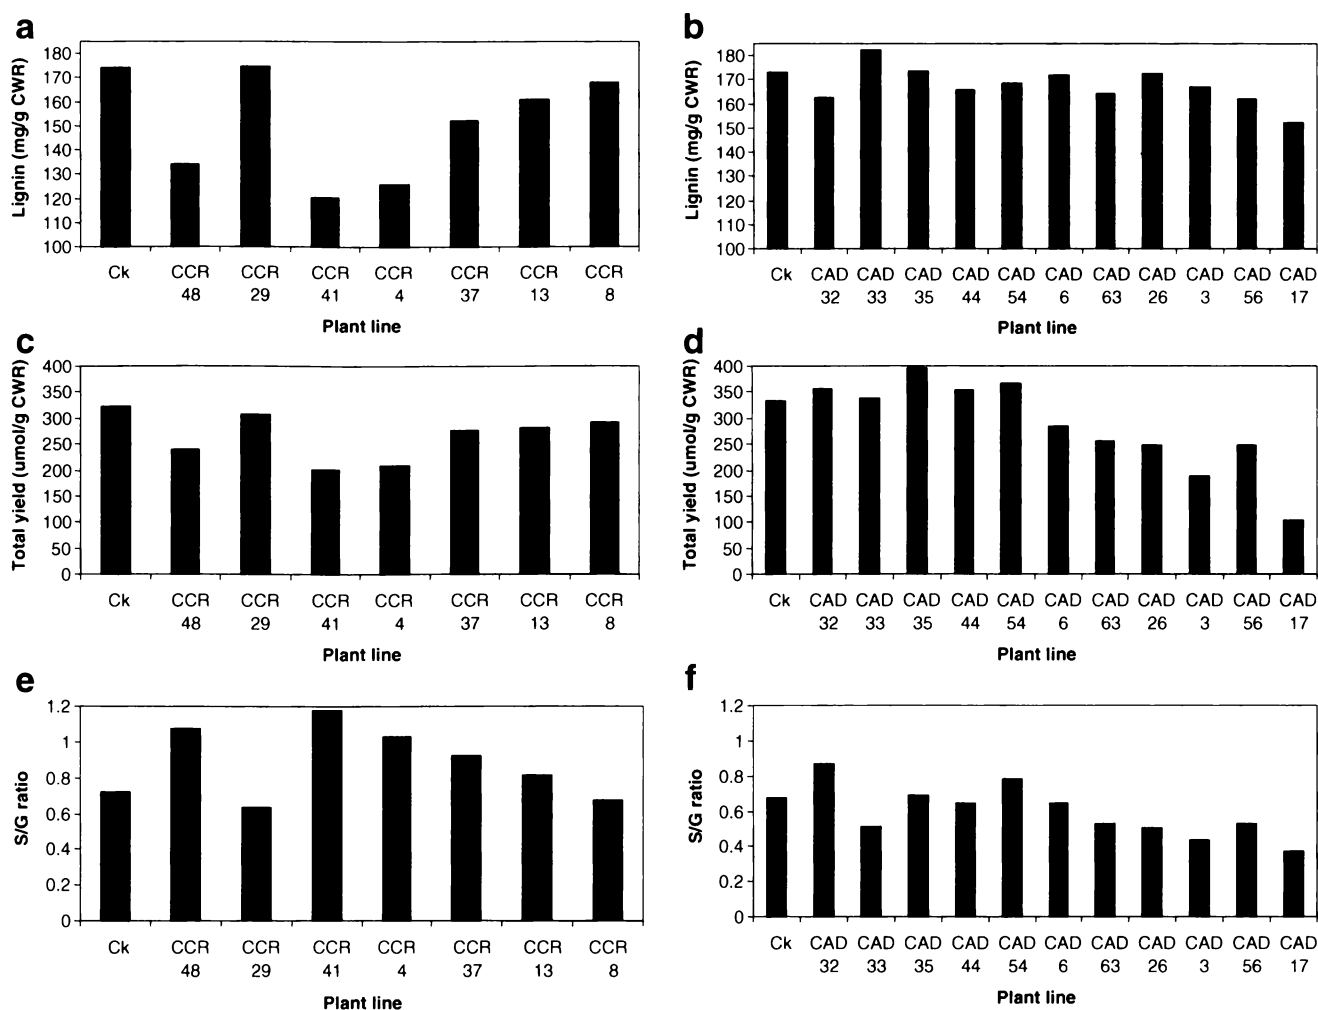 a
Lignin (mg/g CWR)
180
170
160
150
140
130
120
110
100
Ck CCR CCR CCR CCR CCR CCR CCR
48 29 41 4 37 13 8
Plant line
b
Lignin (mg/g CWR)
180
170
160
150
140
130
120
110
100
Ck CAD CAD CAD CAD CAD CAD CAD CAD CAD CAD CAD
32 33 35 44 54 6 63 26 3 56 17
Plant line
c
Total yield (umol/g CWR)
400
350
300
250
200
150
100
50
0
Ck CCR CCR CCR CCR CCR CCR CCR
48 29 41 4 37 13 8
Plant line
d
Total yield (umol/g CWR)
400
350
300
250
200
150
100
50
0
Ck CAD CAD CAD CAD CAD CAD CAD CAD CAD CAD CAD
32 33 35 44 54 6 63 26 3 56 17
Plant line
e
S/G ratio
1.2
1
0.8
0.6
0.4
0.2
0
Ck CCR CCR CCR CCR CCR CCR CCR
48 29 41 4 37 13 8
Plant line
f
S/G ratio
1.2
1
0.8
0.6
0.4
0.2
0
Ck CAD CAD CAD CAD CAD CAD CAD CAD CAD CAD CAD
32 33 35 44 54 6 63 26 3 56 17
Plant line